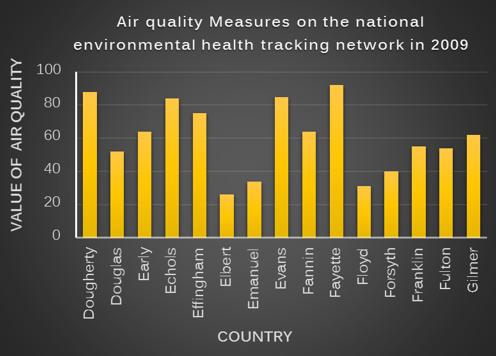 Air quality Measures on the national
environmental health tracking network in 2009
VALUE OF AIR QUALITY
100
80
60
40
20
0
Dougherty
Douglas
Early
Echols
Effingham
Elbert
Emanuel
Evans
Fannin
Fayette
Floyd
Forsyth
Franklin
Fulton
Gilmer
COUNTRY